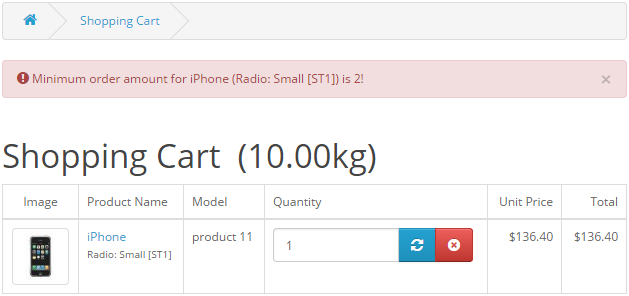 Shopping Cart
Minimum order amount for iPhone (Radio: Small [ST1]) is 2!
×
Shopping Cart (10.00kg)
Image Product Name Model Quantity Unit Price Total
iPhone product 11 1 $136.40 $136.40
Radio: Small [ST1]